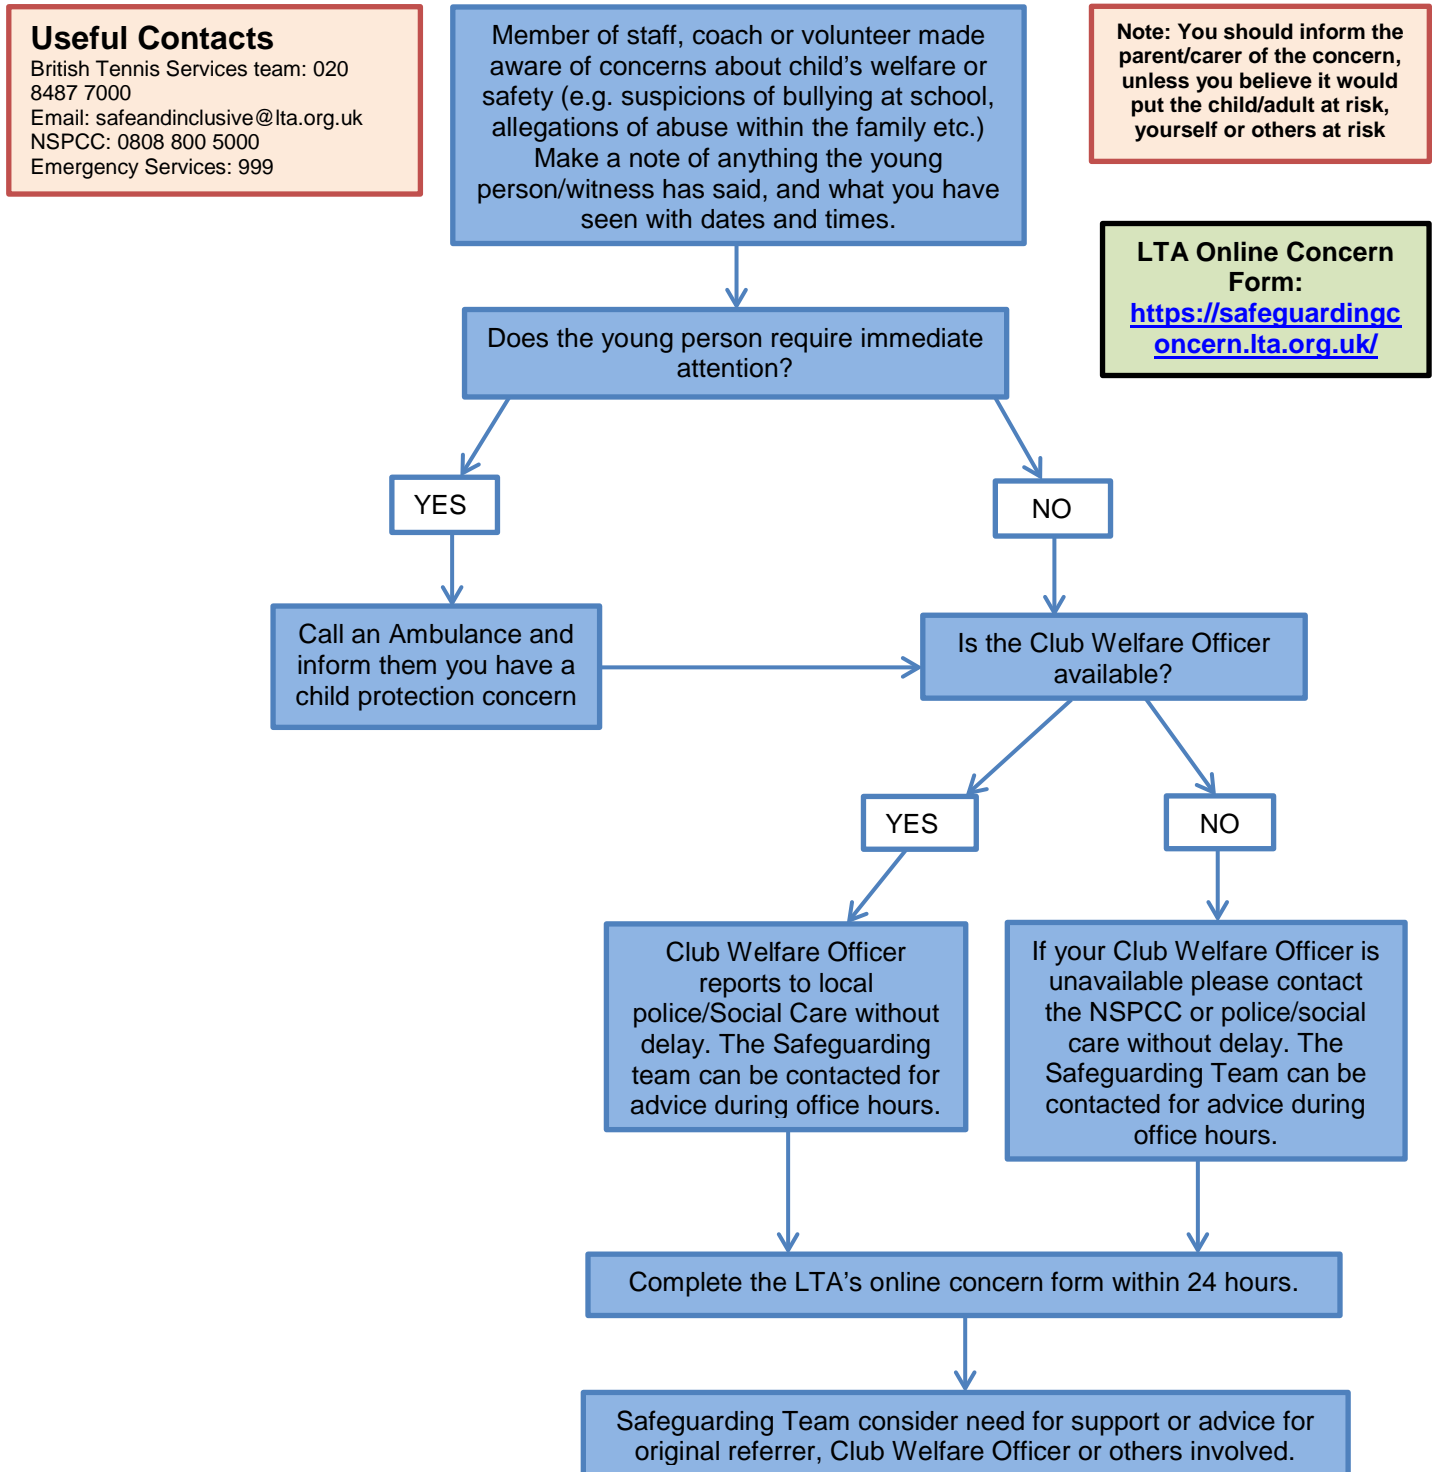 Useful Contacts
British Tennis Services team: 020
8487 7000
Email: safeandinclusive@lta.org.uk
NSPCC: 0808 800 5000
Emergency Services: 999
Member of staff, coach or volunteer made
aware of concerns about child's welfare or
safety (e.g. suspicions of bullying at school,
allegations of abuse within the family etc.)
Make a note of anything the young
person/witness has said, and what you have
seen with dates and times.
Note: You should inform the
parent/carer of the concern,
unless you believe it would
put the child/adult at risk,
yourself or others at risk
LTA Online Concern
Form:
https://safeguardingc
oncern.lta.org.uk/
Does the young person require immediate
attention?
YES
NO
Call an Ambulance and
inform them you have a
child protection concern
Is the Club Welfare Officer
available?
YES
NO
Club Welfare Officer
reports to local
police/Social Care without
delay. The Safeguarding
team can be contacted for
advice during office hours.
If your Club Welfare Officer is
unavailable please contact
the NSPCC or police/social
care without delay. The
Safeguarding Team can be
contacted for advice during
office hours.
Complete the LTA's online concern form within 24 hours.
Safeguarding Team consider need for support or advice for
original referrer, Club Welfare Officer or others involved.